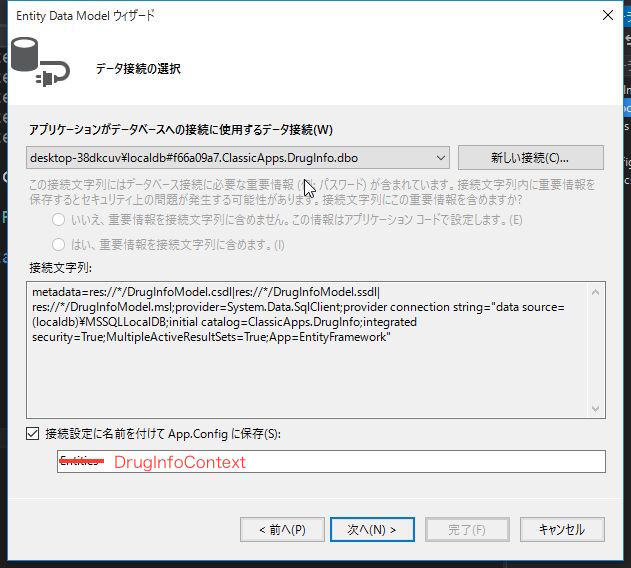 Entity Data Model ウィザード
データ接続の選択
アプリケーションがデータベースへの接続に使用するデータ接続(W)
desktop-38dkcuv¥localdb#f66a09a7.ClassicApps.DrugInfo.dbo
新しい接続(C)...
この接続文字列にはデータベース接続に必要な重要情報 パスワード) が含まれています。接続文字列内に重要情報を
保存するとセキュリティ上の問題が発生する可能性があります。接続文字列にこの重要情報を含めますか?
いいえ、重要情報を接続文字列に含めません。この情報はアプリケーション コードで設定します。(E)
はい、重要情報を接続文字列に含めます。(I)
接続文字列:
metadata=res://*/DrugInfoModel.csdl|res://*/DrugInfoModel.ssdl|
res://*/DrugInfoModel.msl;provider=System.Data.SqlClient;provider connection string="data source=
(localdb)¥MSSQLLocalDB;initial catalog=ClassicApps.DrugInfo;integrated
security=True;MultipleActiveResultSets=True;App=EntityFramework"
接続設定に名前を付けて App.Config に保存(S):
Entities DrugInfoContext
< 前へ(P)
次へ(N) >
完了(F)
キャンセル